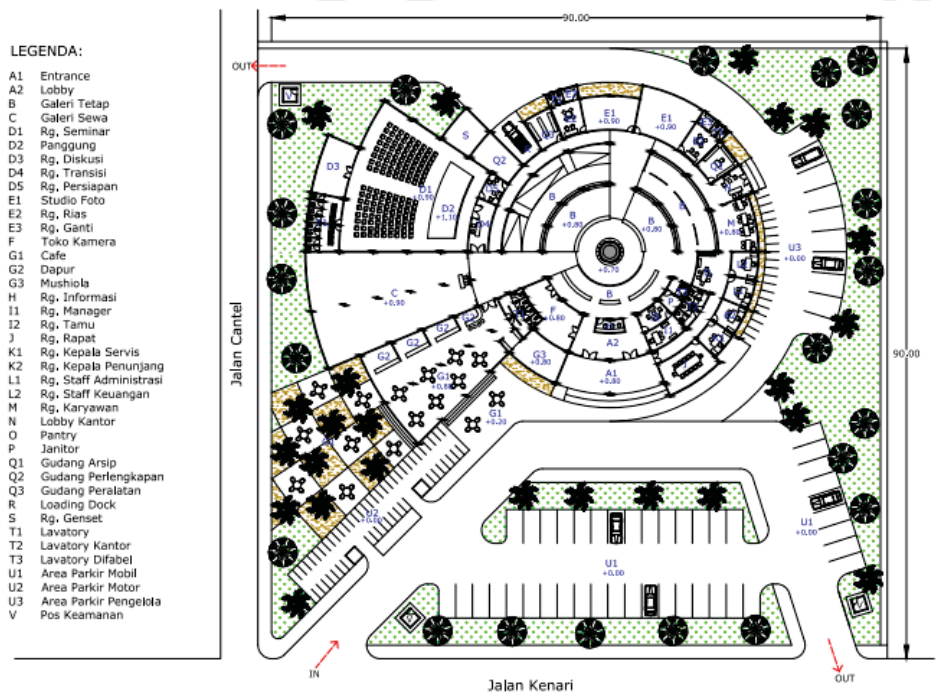 90.00
LEGENDA:
A1 Entrance
A2 Lobby
B Galeri Tetap
C Galeri Sewa
D1 Rg, Seminar
D2 Panggung
D3 Rg, Diskusi
D4 Rg, Transisi
D5 Rg, Persiapan
E1 Studio Foto
E2 Rg, Rias
E3 Rg, Ganti
F Toko Kamera
G1 Cafe
G2 Dapur
G3 Mushiola
H Rg, Informasi
I1 Rg, Manager
I2 Rg, Tamu
J Rg, Rapat
K1 Rg, Kepala Servis
K2 Rg, Kepala Penunjang
L1 Rg, Staff Administrasi
L2 Rg, Staff Keuangan
M Rg, Karyawan
N Lobby Kantor
O Pantry
P Janitor
Q1 Gudang Arsip
Q2 Gudang Perlengkapan
Q3 Gudang Peralatan
R Loading Dock
S Rg, Genset
T1 Lavatory
T2 Lavatory Kantor
T3 Lavatory Difabel
U1 Area Parkir Mobil
U2 Area Parkir Motor
U3 Area Parkir Pengelola
V Pos Keamanan
OUT
V
E1
+0.90
E1
+0.90
S
Q2
D3
D1
+0.90
D2
+1.10
D4
B
B
+0.80
B
+0.80
B
M
+0.80
U3
+0.00
+0.70
C
+0.90
B
F
+0.80
P
A2
G2
G2
G2
G2
G3
+0.80
A1
+0.80
G1
+0.80
G1
+0.20
Jalan Cantel
90.00
U2
+0.00
U1
+0.00
U1
+0.00
IN
OUT
Jalan Kenari